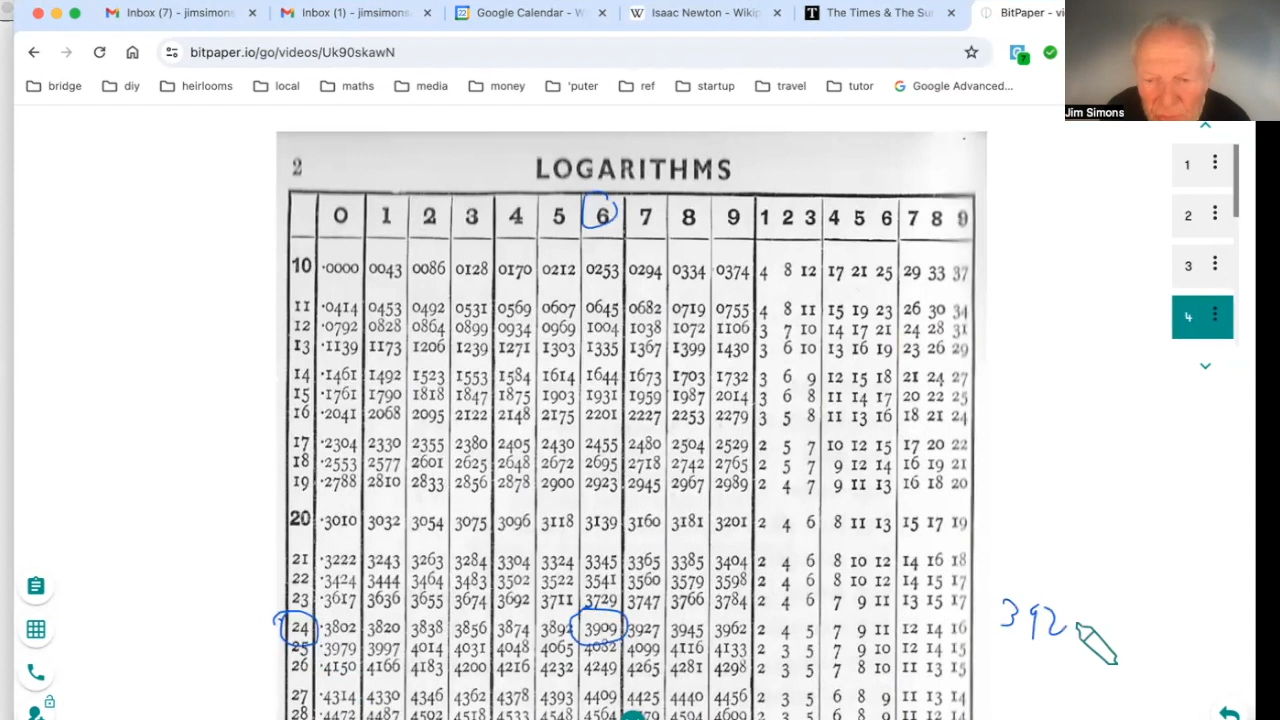 Inbox (7) – jimsimons
Inbox (1) – jimsimons
Google Calendar – W
Isaac Newton – Wikip
The Times & The Su
BitPaper – vi
bitpaper.io/go/videos/Uk90skawN
bridge diy heirlooms local maths media money 'puter ref startup travel tutor Google Advanced...
Jim Simons
2 LOGARITHMS
0 1 2 3 4 5 6 7 8 9 1 2 3 4 5 6 7 8 9
10 ·0000 0043 0086 0128 0170 0212 0253 0294 0334 0374 4 8 12 17 21 25 29 33 37
11 ·0414 0453 0492 0531 0569 0607 0645 0682 0719 0755 4 8 11 15 19 23 26 30 34
12 ·0792 0828 0864 0899 0934 0969 1004 1038 1072 1106 3 7 10 14 17 21 24 28 31
13 ·1139 1173 1206 1239 1271 1303 1335 1367 1399 1430 3 6 10 13 16 19 23 26 29
14 ·1461 1492 1523 1553 1584 1614 1644 1673 1703 1732 3 6 9 12 15 18 21 24 27
15 ·1761 1790 1818 1847 1875 1903 1931 1959 1987 2014 3 6 8 11 14 17 20 22 25
16 ·2041 2068 2095 2122 2148 2175 2201 2227 2253 2279 3 5 8 11 13 16 18 21 24
17 ·2304 2330 2355 2380 2405 2430 2455 2480 2504 2529 2 5 7 10 12 15 17 20 22
18 ·2553 2577 2601 2625 2648 2672 2695 2718 2742 2765 2 5 7 9 12 14 16 19 21
19 ·2788 2810 2833 2856 2878 2900 2923 2945 2967 2989 2 4 7 9 11 13 16 18 20
20 ·3010 3032 3054 3075 3096 3118 3139 3160 3181 3201 2 4 6 8 11 13 15 17 19
21 ·3222 3243 3263 3284 3304 3324 3345 3365 3385 3404 2 4 6 8 10 12 14 16 18
22 ·3424 3444 3464 3483 3502 3522 3541 3560 3579 3598 2 4 6 8 10 12 14 15 17
23 ·3617 3636 3655 3674 3692 3711 3729 3747 3766 3784 2 4 6 7 9 11 13 15 17
24 ·3802 3820 3838 3856 3874 3892 3909 3927 3945 3962 2 4 5 7 9 11 12 14 16
25 ·3979 3997 4014 4031 4048 4065 4082 4099 4116 4133 2 3 5 7 9 10 12 14 15
26 ·4150 4166 4183 4200 4216 4232 4249 4265 4281 4298 2 3 5 7 8 10 11 13 15
27 ·4314 4330 4346 4362 4378 4393 4409 4425 4440 4456 2 3 5 6 8 9 11 13 14
28 ·4472 4487
392
1
2
3
4